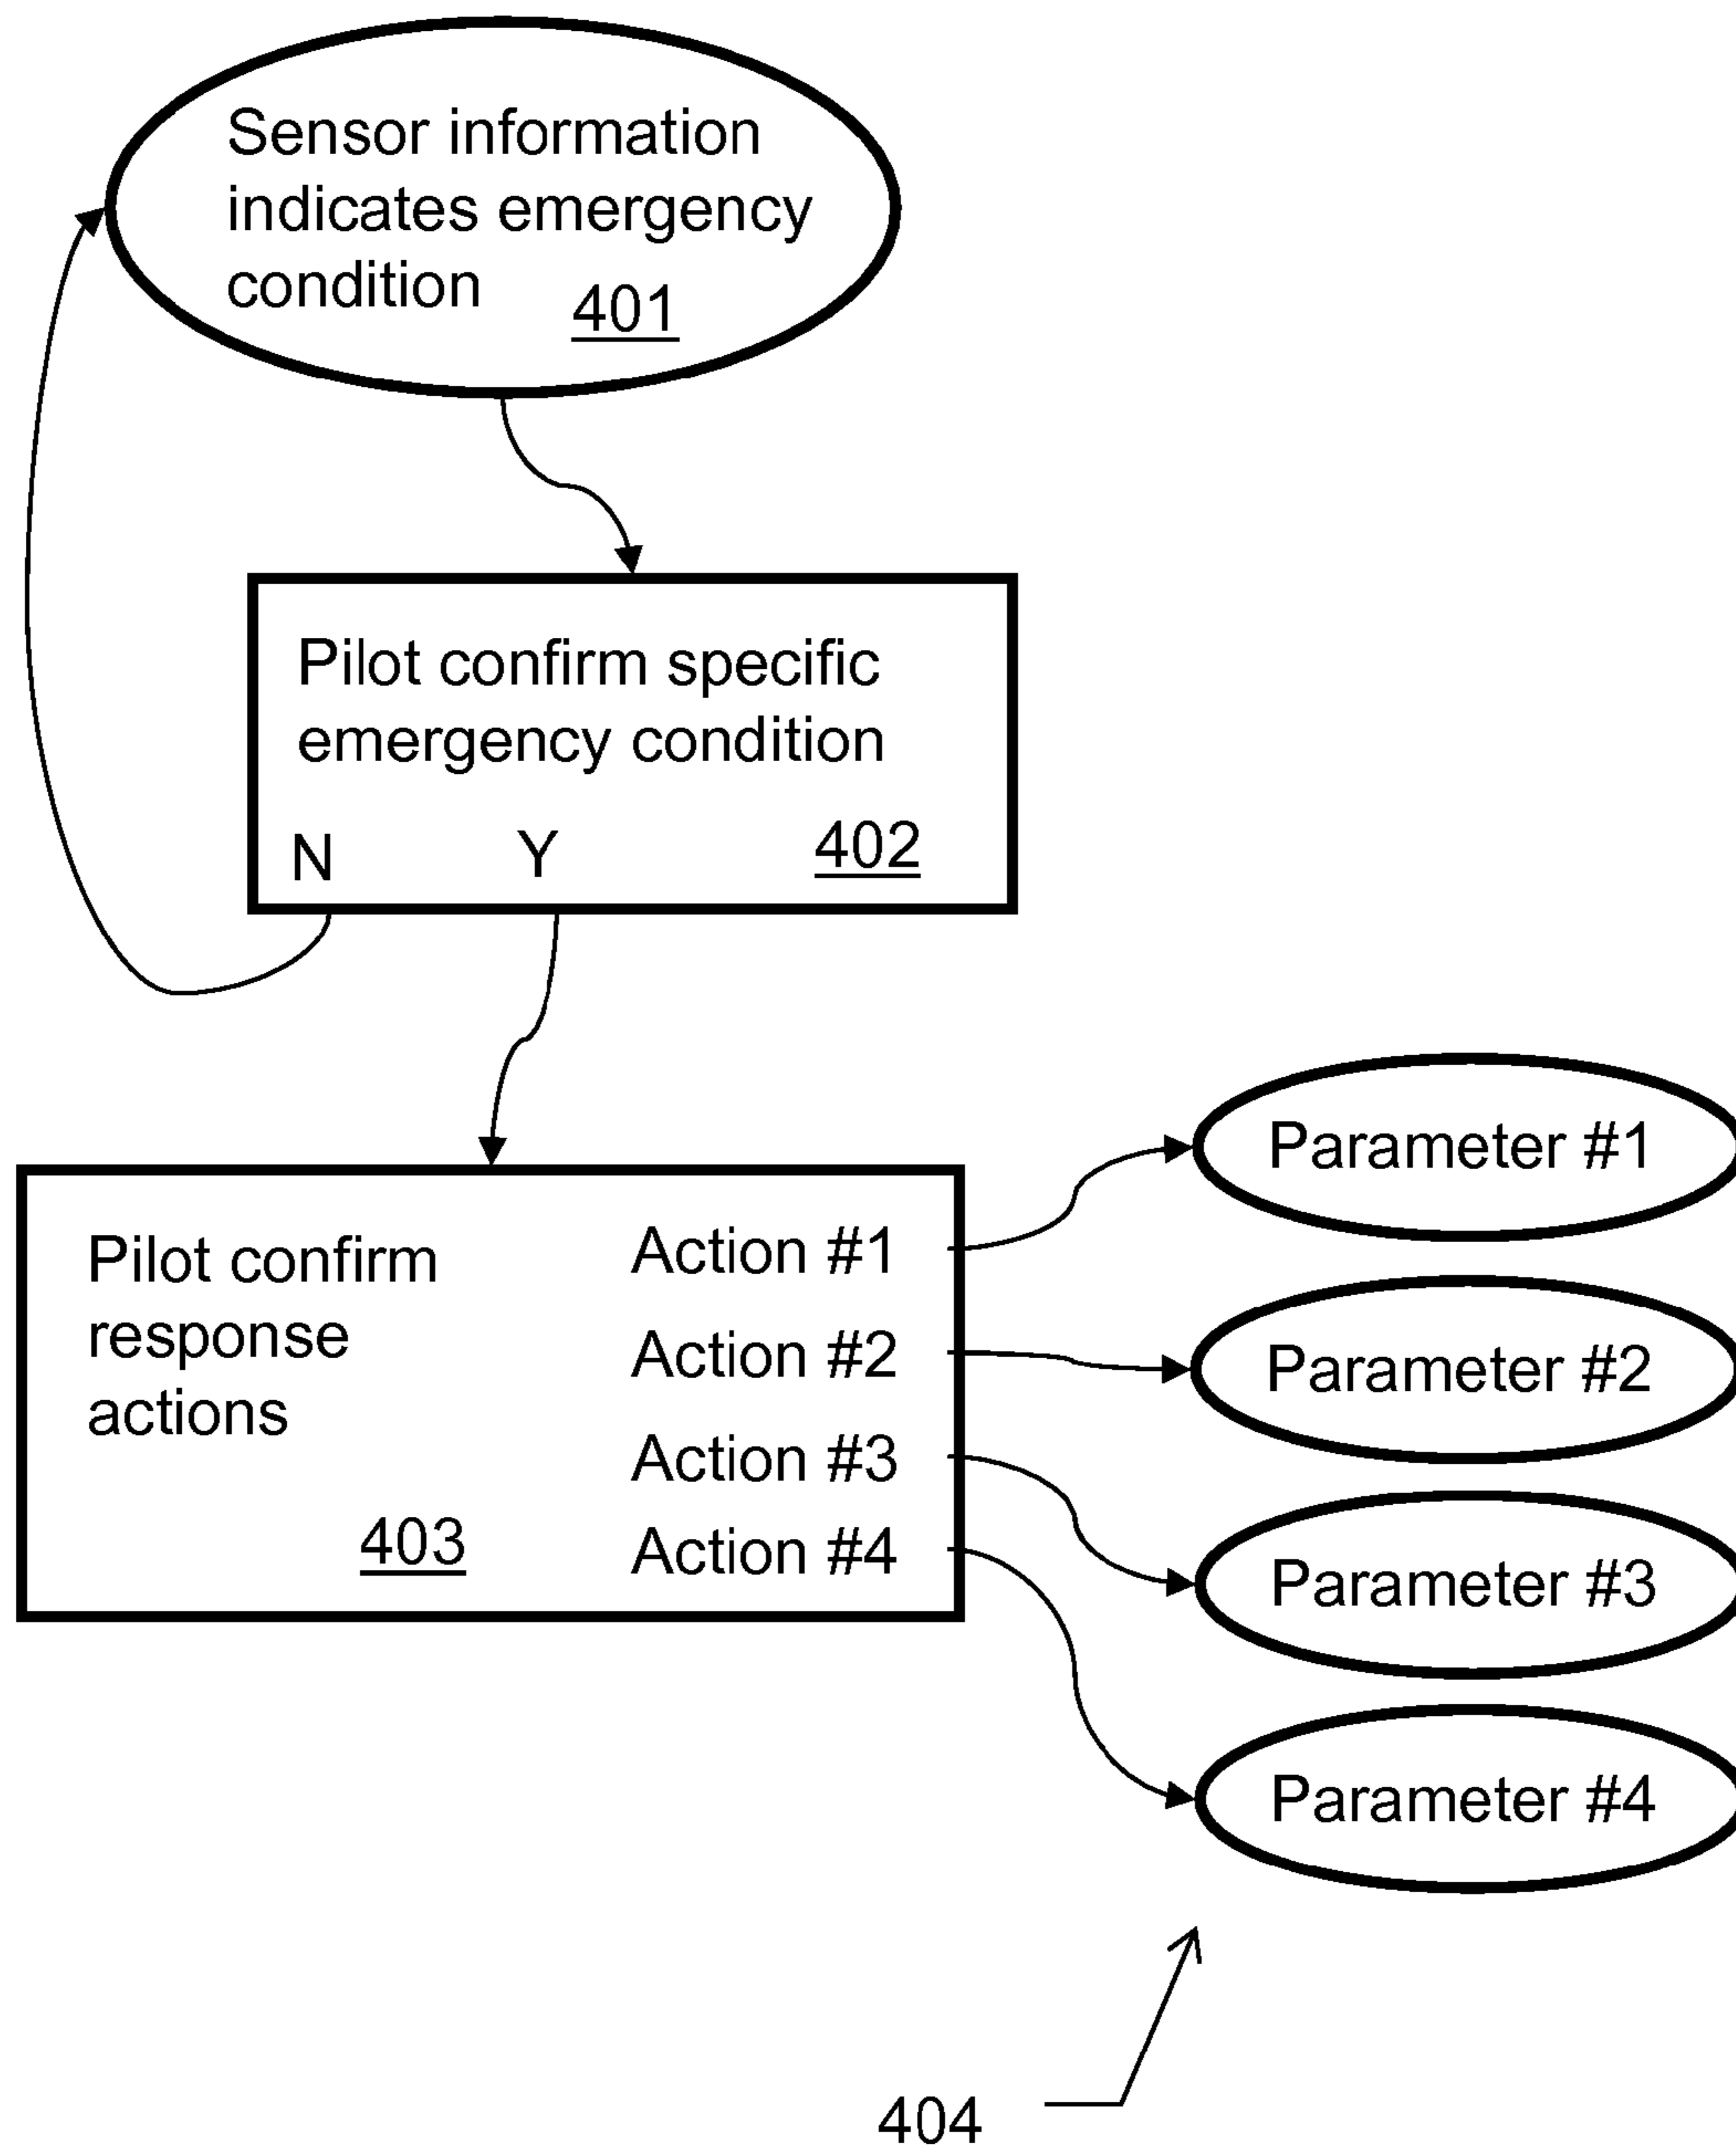 Sensor information
indicates emergency
condition
401
Pilot confirm specific
emergency condition
N Y 402
Pilot confirm
response
actions
403
Action #1
Action #2
Action #3
Action #4
Parameter #1
Parameter #2
Parameter #3
Parameter #4
404